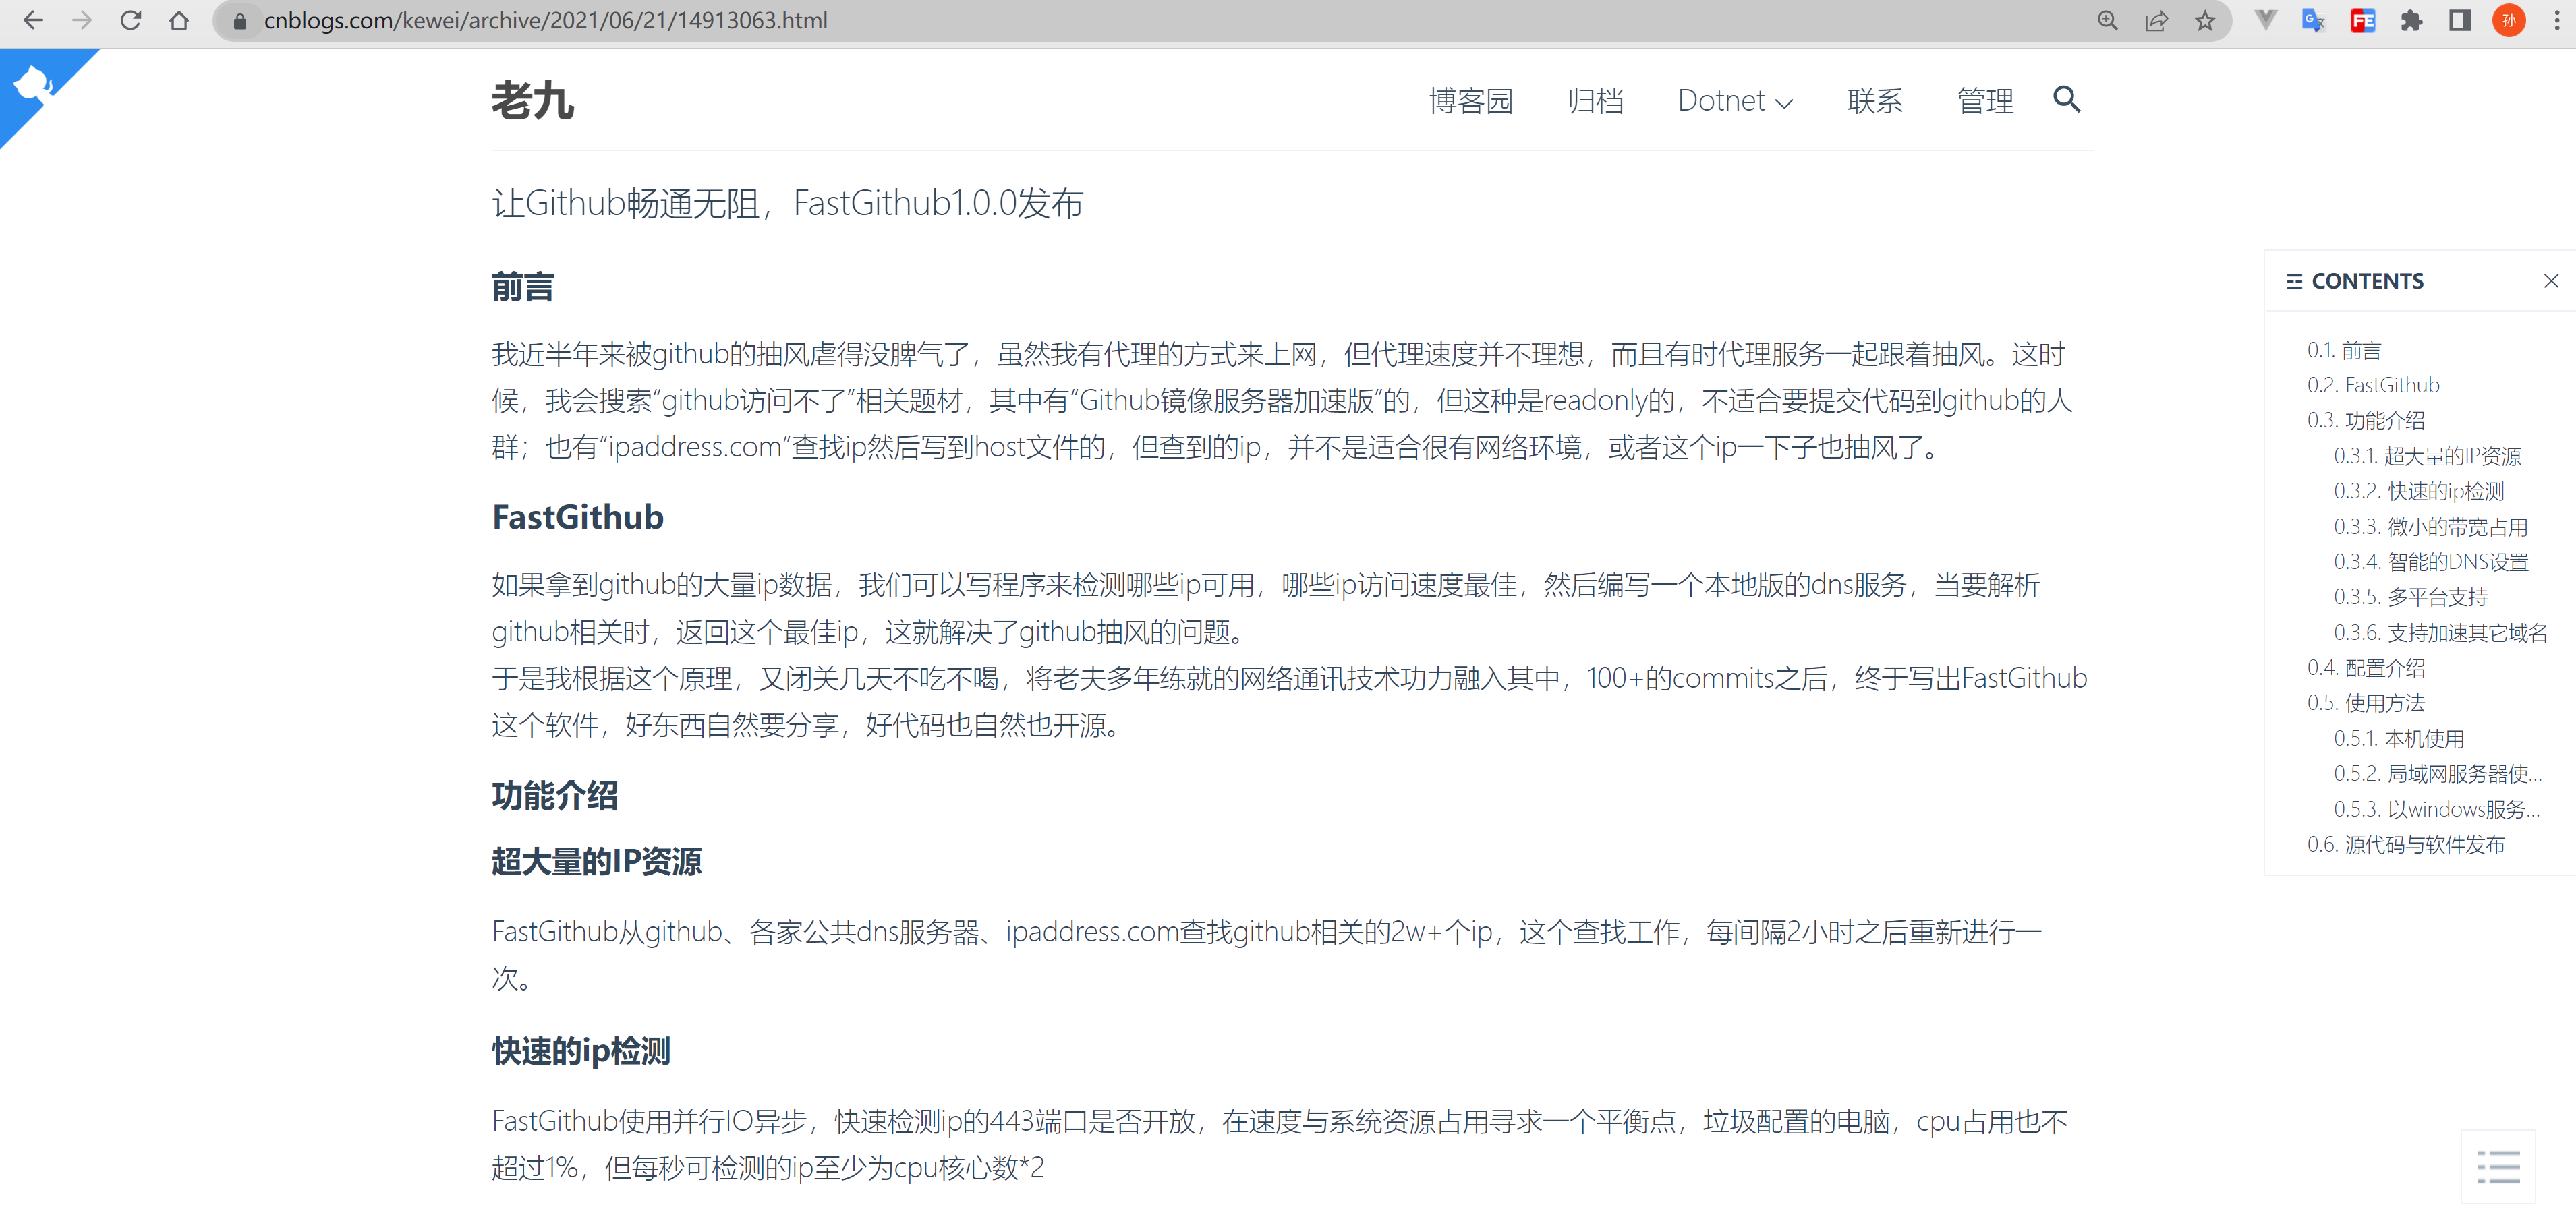 cnblogs.com/kewei/archive/2021/06/21/14913063.html
孙
老九
博客园 归档 Dotnet 联系 管理
让Github畅通无阻，FastGithub1.0.0发布
前言
我近半年来被github的抽风虐得没脾气了，虽然我有代理的方式来上网，但代理速度并不理想，而且有时代理服务一起跟着抽风。这时
候，我会搜索“github访问不了”相关题材，其中有“Github镜像服务器加速版”的，但这种是readonly的，不适合要提交代码到github的人
群；也有“ipaddress.com”查找ip然后写到host文件的，但查到的ip，并不是适合很有网络环境，或者这个ip一下子也抽风了。
FastGithub
如果拿到github的大量ip数据，我们可以写程序来检测哪些ip可用，哪些ip访问速度最佳，然后编写一个本地版的dns服务，当要解析
github相关时，返回这个最佳ip，这就解决了github抽风的问题。
于是我根据这个原理，又闭关几天不吃不喝，将老夫多年练就的网络通讯技术功力融入其中，100+的commits之后，终于写出FastGithub
这个软件，好东西自然要分享，好代码也自然也开源。
功能介绍
超大量的IP资源
FastGithub从github、各家公共dns服务器、ipaddress.com查找github相关的2w+个ip，这个查找工作，每间隔2小时之后重新进行一
次。
快速的ip检测
FastGithub使用并行IO异步，快速检测ip的443端口是否开放，在速度与系统资源占用寻求一个平衡点，垃圾配置的电脑，cpu占用也不
超过1%，但每秒可检测的ip至少为cpu核心数*2
CONTENTS
0.1. 前言
0.2. FastGithub
0.3. 功能介绍
0.3.1. 超大量的IP资源
0.3.2. 快速的ip检测
0.3.3. 微小的带宽占用
0.3.4. 智能的DNS设置
0.3.5. 多平台支持
0.3.6. 支持加速其它域名
0.4. 配置介绍
0.5. 使用方法
0.5.1. 本机使用
0.5.2. 局域网服务器使...
0.5.3. 以windows服务...
0.6. 源代码与软件发布